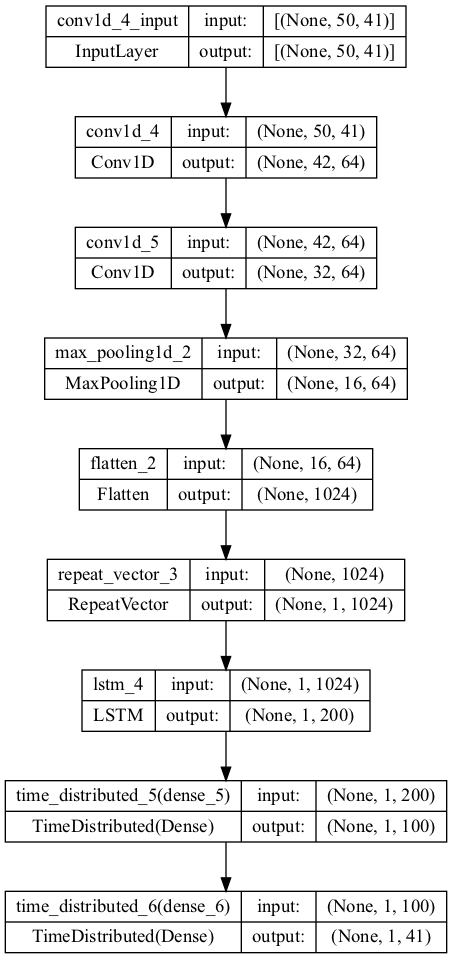 conv1d_4_input input: [(None, 50, 41)]
InputLayer output: [(None, 50, 41)]
conv1d_4 input: (None, 50, 41)
Conv1D output: (None, 42, 64)
conv1d_5 input: (None, 42, 64)
Conv1D output: (None, 32, 64)
max_pooling1d_2 input: (None, 32, 64)
MaxPooling1D output: (None, 16, 64)
flatten_2 input: (None, 16, 64)
Flatten output: (None, 1024)
repeat_vector_3 input: (None, 1024)
RepeatVector output: (None, 1, 1024)
lstm_4 input: (None, 1, 1024)
LSTM output: (None, 1, 200)
time_distributed_5(dense_5) input: (None, 1, 200)
TimeDistributed(Dense) output: (None, 1, 100)
time_distributed_6(dense_6) input: (None, 1, 100)
TimeDistributed(Dense) output: (None, 1, 41)